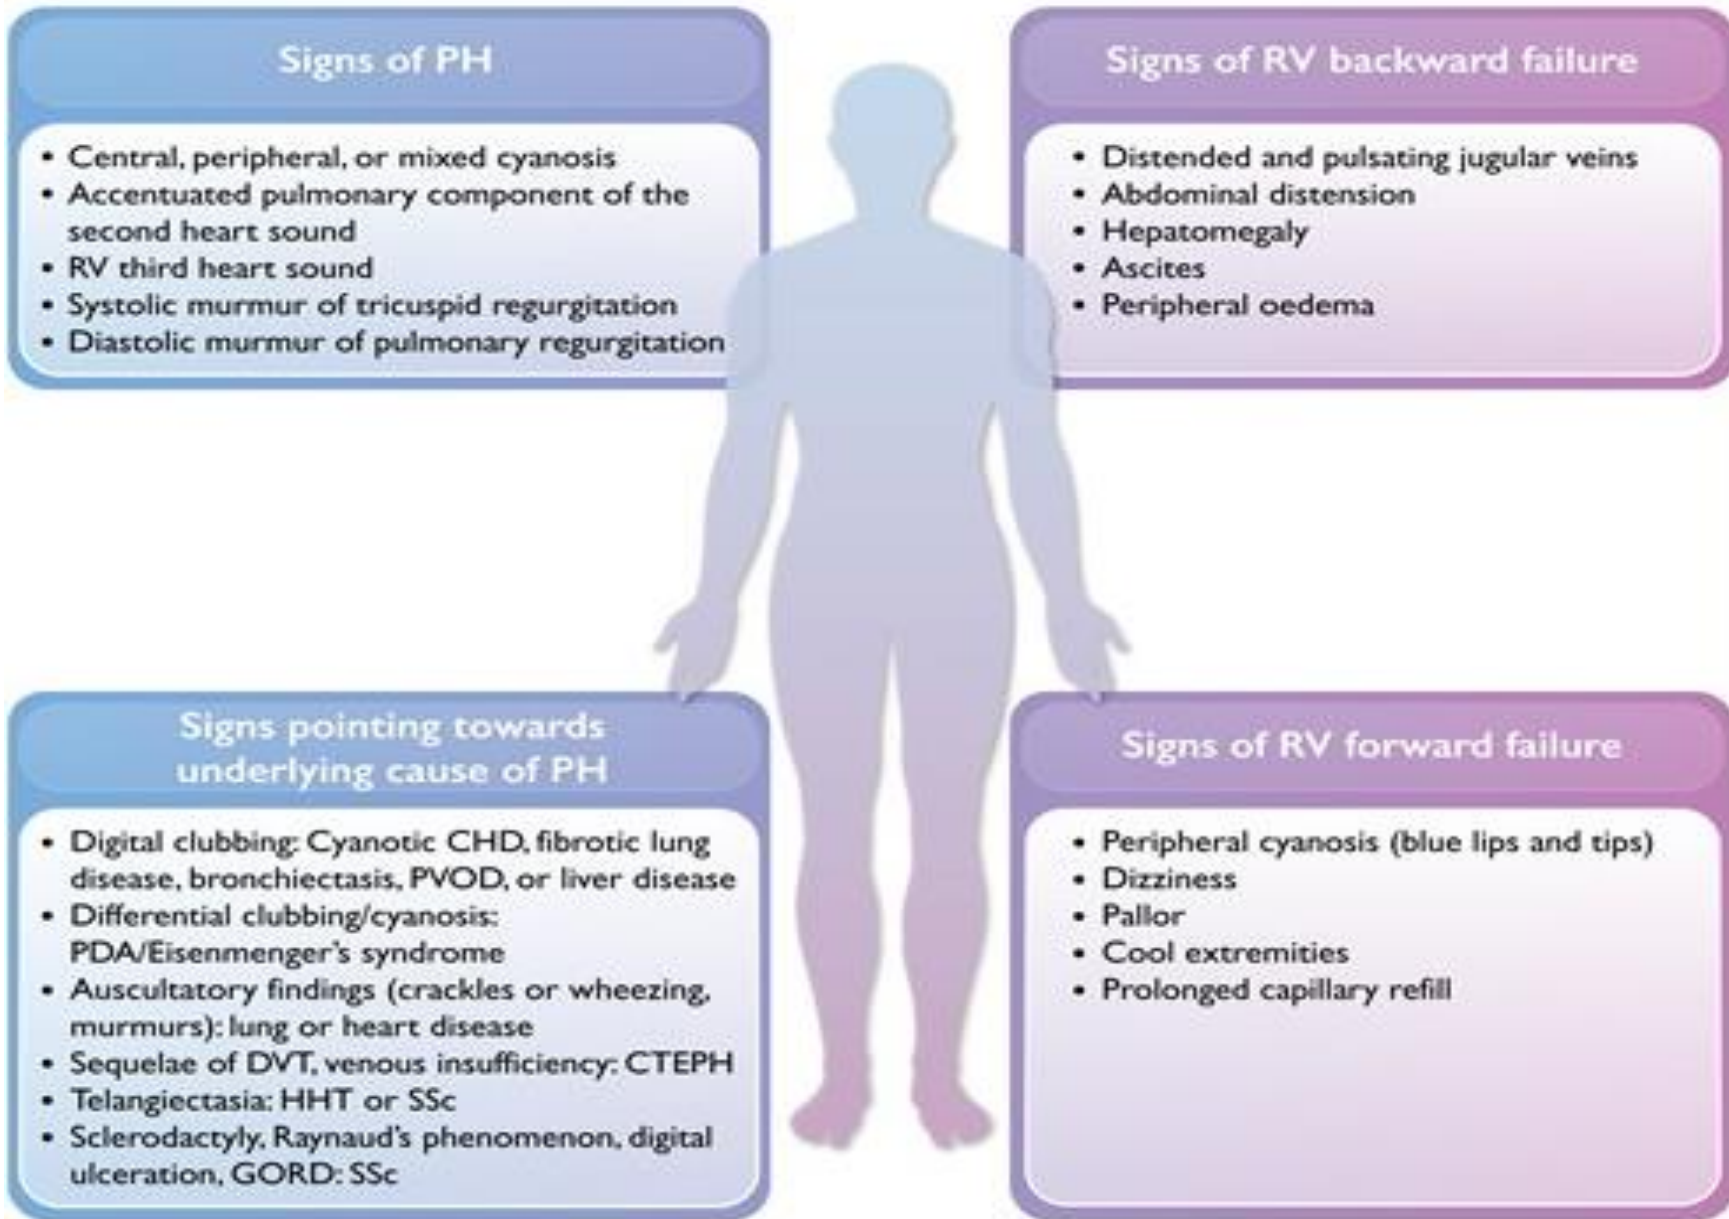 Signs of PH
• Central, peripheral, or mixed cyanosis
• Accentuated pulmonary component of the
second heart sound
• RV third heart sound
• Systolic murmur of tricuspid regurgitation
• Diastolic murmur of pulmonary regurgitation
Signs of RV backward failure
• Distended and pulsating jugular veins
• Abdominal distension
• Hepatomegaly
• Ascites
• Peripheral oedema
Signs pointing towards
underlying cause of PH
• Digital clubbing: Cyanotic CHD, fibrotic lung
disease, bronchiectasis, PVOD, or liver disease
• Differential clubbing/cyanosis:
PDA/Eisenmenger's syndrome
• Auscultatory findings (crackles or wheezing,
murmurs): lung or heart disease
• Sequelae of DVT, venous insufficiency: CTEPH
• Telangiectasia: HHT or SSc
• Sclerodactyly, Raynaud's phenomenon, digital
ulceration, GORD: SSc
Signs of RV forward failure
• Peripheral cyanosis (blue lips and tips)
• Dizziness
• Pallor
• Cool extremities
• Prolonged capillary refill